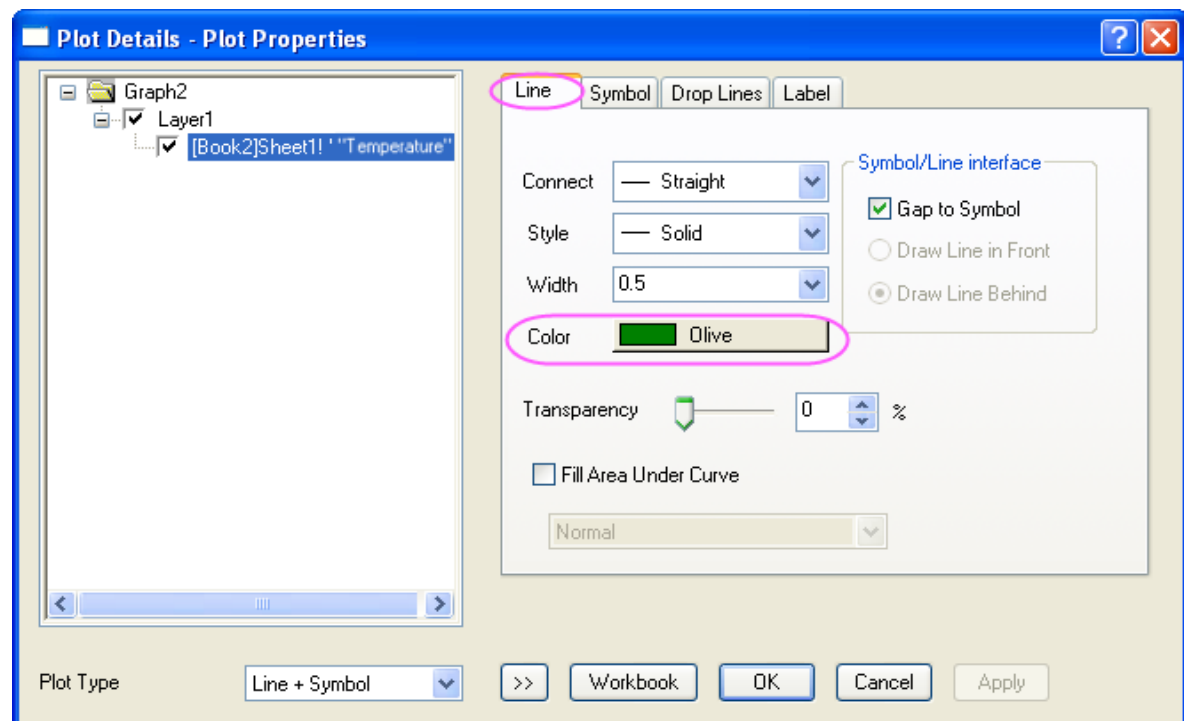 Plot Details - Plot Properties
Graph2
Layer1
[Book2]Sheet1! ' "Temperature"
Line Symbol Drop Lines Label
Connect Straight
Style Solid
Width 0.5
Color Olive
Symbol/Line interface
Gap to Symbol
Draw Line in Front
Draw Line Behind
Transparency 0 %
Fill Area Under Curve
Normal
Plot Type Line + Symbol >> Workbook OK Cancel Apply